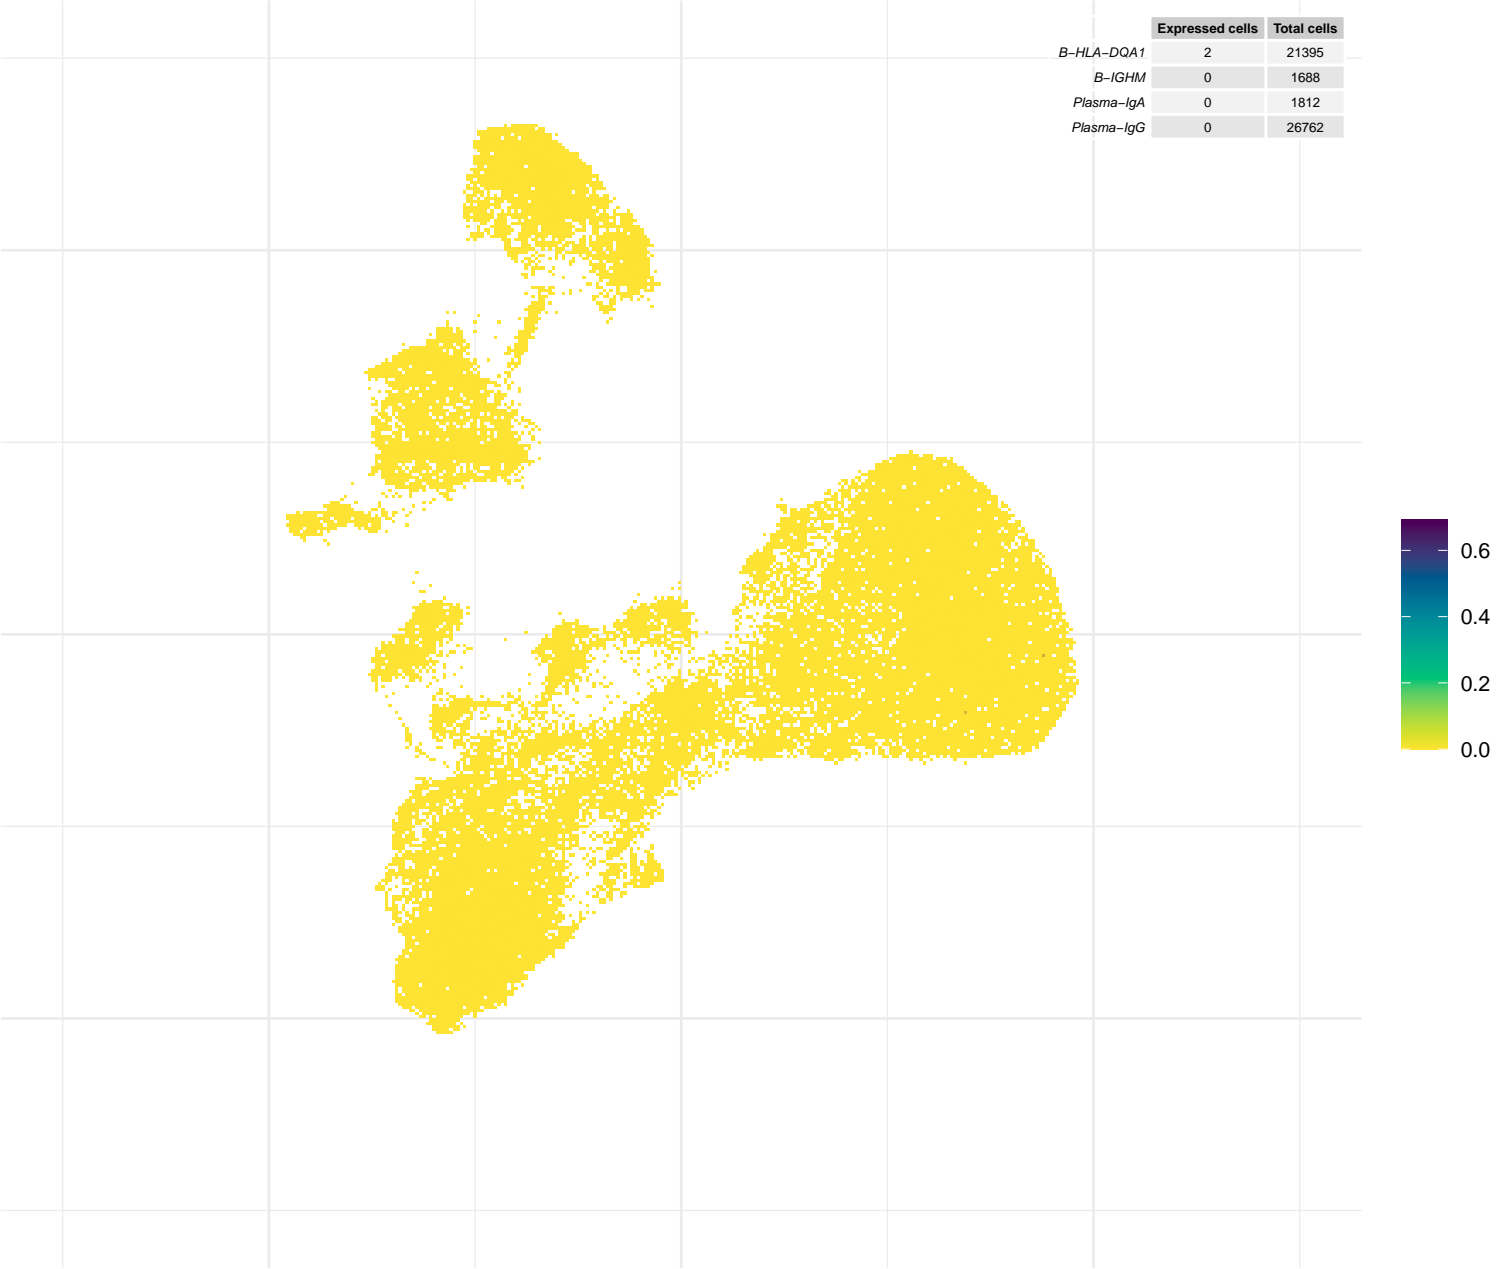 Expressed cells Total cells
B−HLA−DQA1 2 21395
B−IGHM 0 1688
Plasma−IgA 0 1812
Plasma−IgG 0 26762
0.6
0.4
0.2
0.0